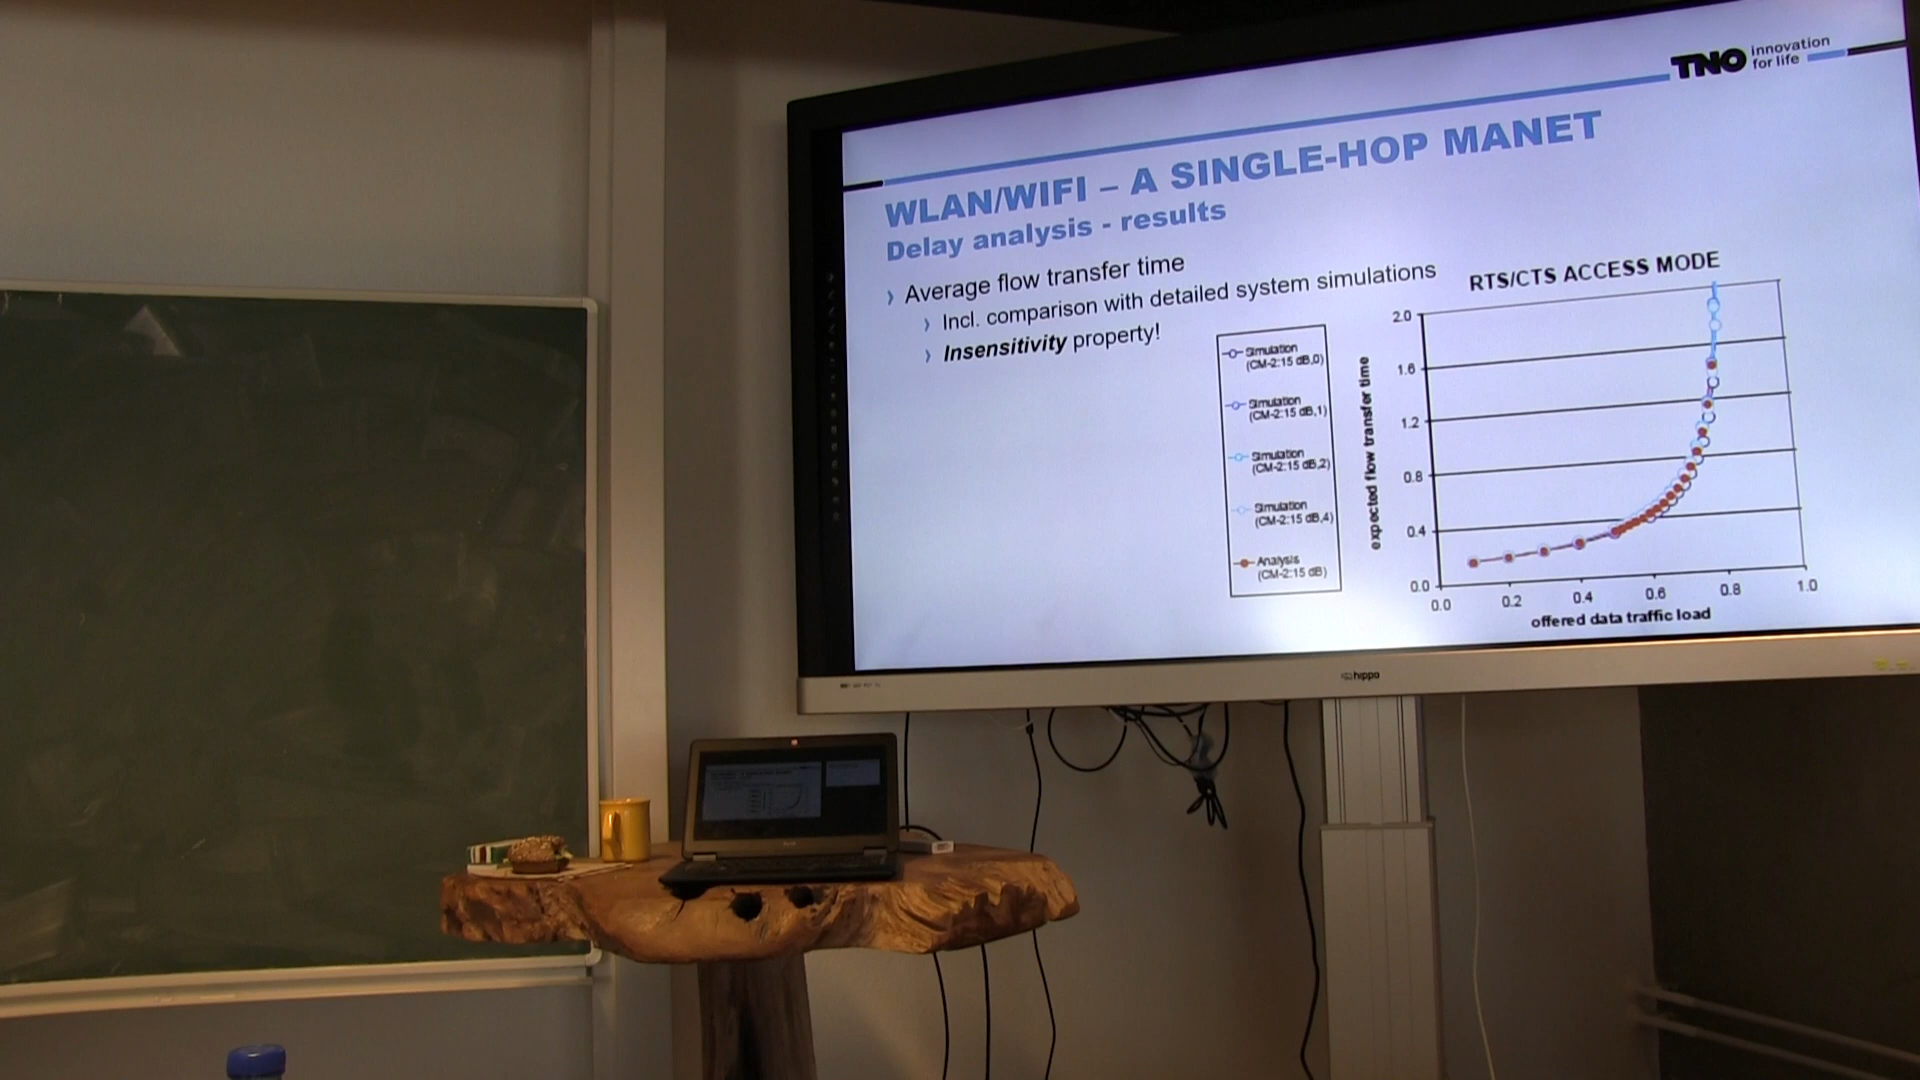 TNO innovation
for life
WLAN/WIFI – A SINGLE-HOP MANET
Delay analysis - results
Average flow transfer time
Incl. comparison with detailed system simulations
Insensitivity property!
RTS/CTS ACCESS MODE
Simulation
(CM-2:15 dB,0)
Simulation
(CM-2:15 dB,1)
Simulation
(CM-2:15 dB,2)
Simulation
(CM-2:15 dB,4)
Analysis
(CM-2:15 dB)
expected flow transfer time
2.0
1.6
1.2
0.8
0.4
0.0
0.0 0.2 0.4 0.6 0.8 1.0
offered data traffic load
hippo